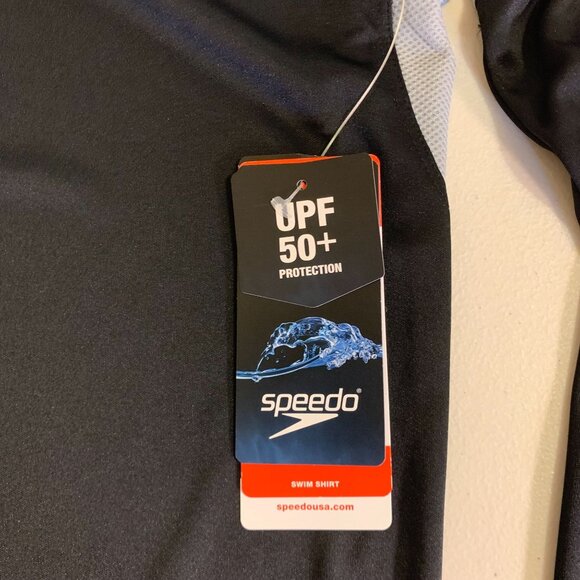 UPF
50+
PROTECTION
speedo®
SWIM SHIRT
speedousa.com